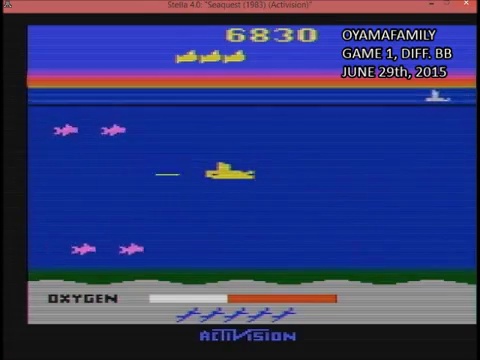 Stella 4.0: "Seaquest (1983) (Activision)"
6830
OYAMAFAMILY
GAME 1, DIFF. BB
JUNE 29th, 2015
OXYGEN
ACTIVISION